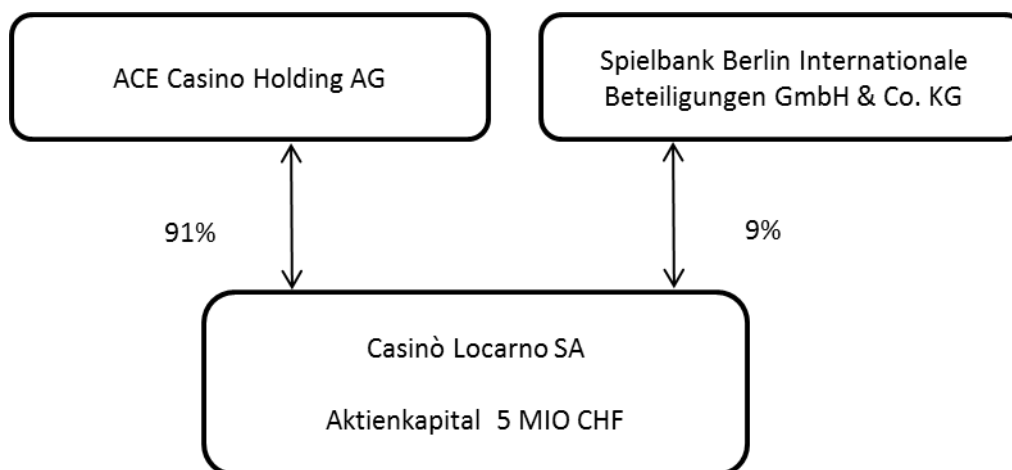 ACE Casino Holding AG
Spielbank Berlin Internationale
Beteiligungen GmbH & Co. KG
91%
9%
Casinò Locarno SA
Aktienkapital 5 MIO CHF